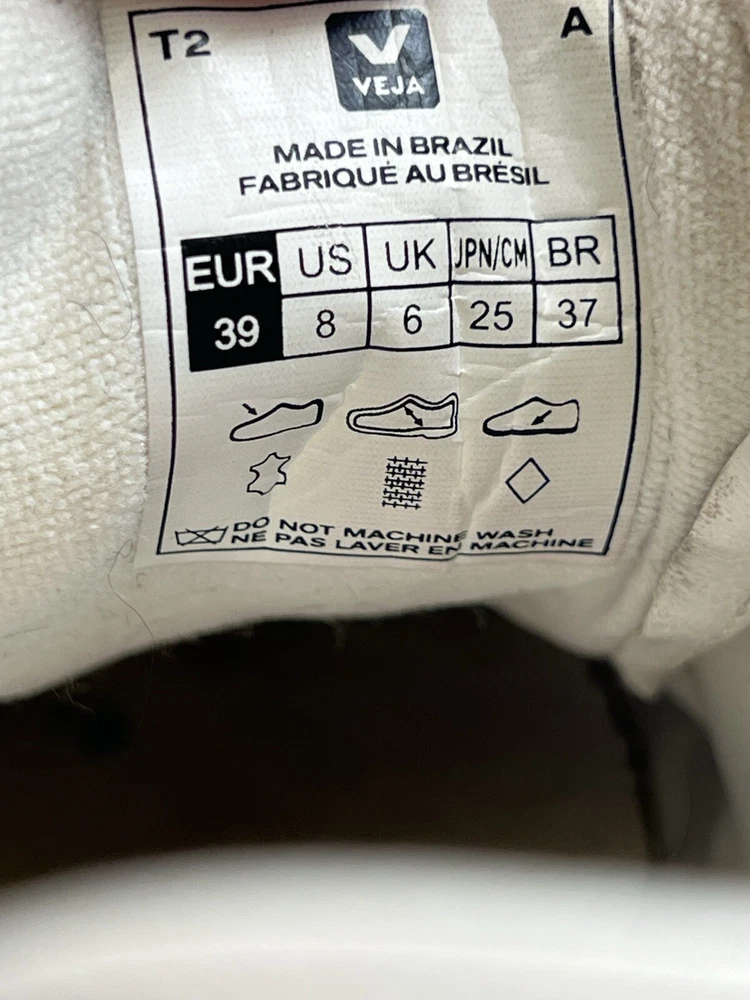 T2 A
VEJA
MADE IN BRAZIL
FABRIQUÉ AU BRÉSIL
EUR US UK JPN/CM BR
39 8 6 25 37
DO NOT MACHINE WASH
NE PAS LAVER EN MACHINE